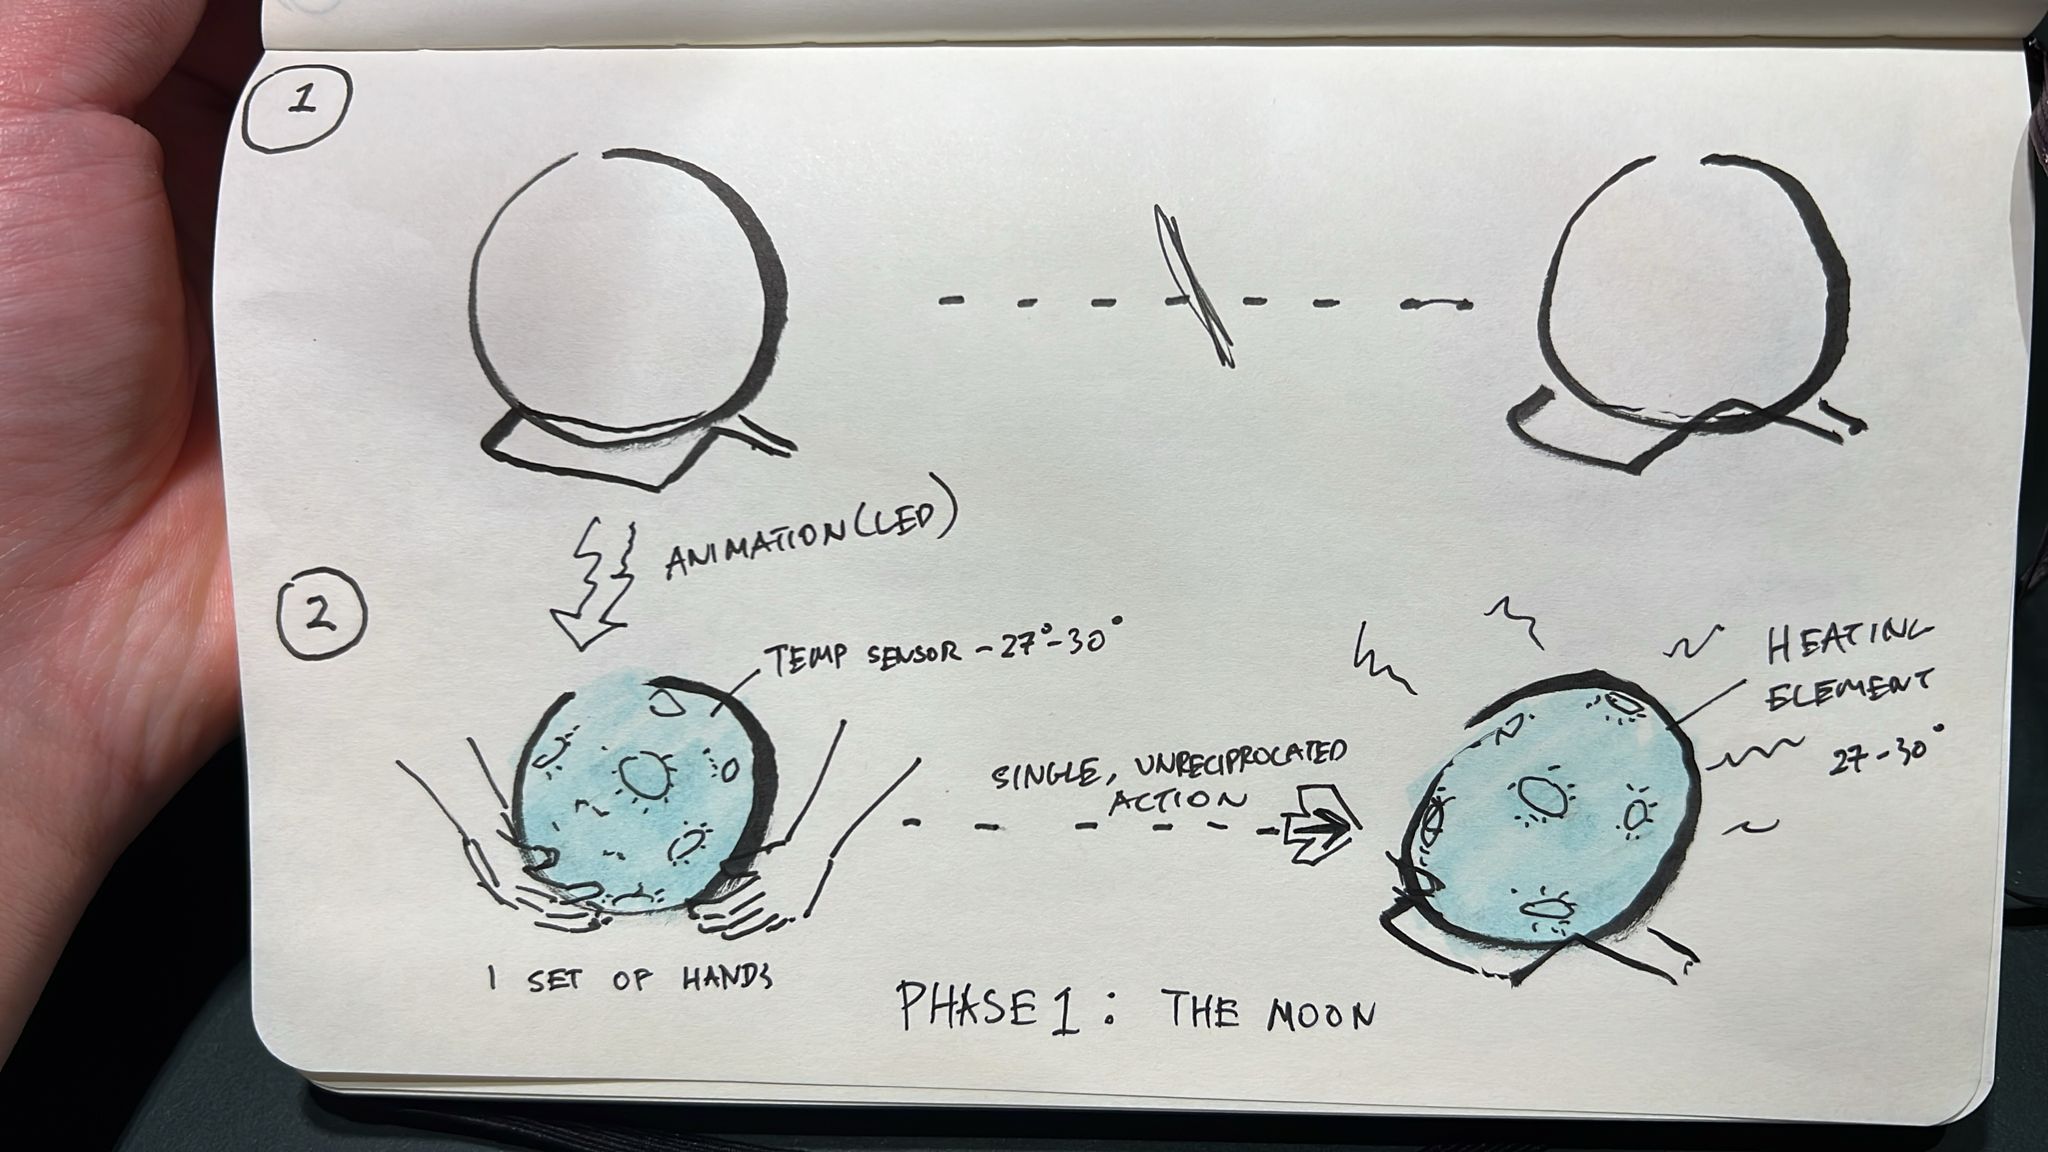 1
ANIMATION (LED)
2
TEMP SENSOR - 27° - 30°
HEATING
ELEMENT
27 - 30°
SINGLE, UNRECIPROCATED
ACTION
1 SET OF HANDS
PHASE 1 : THE MOON